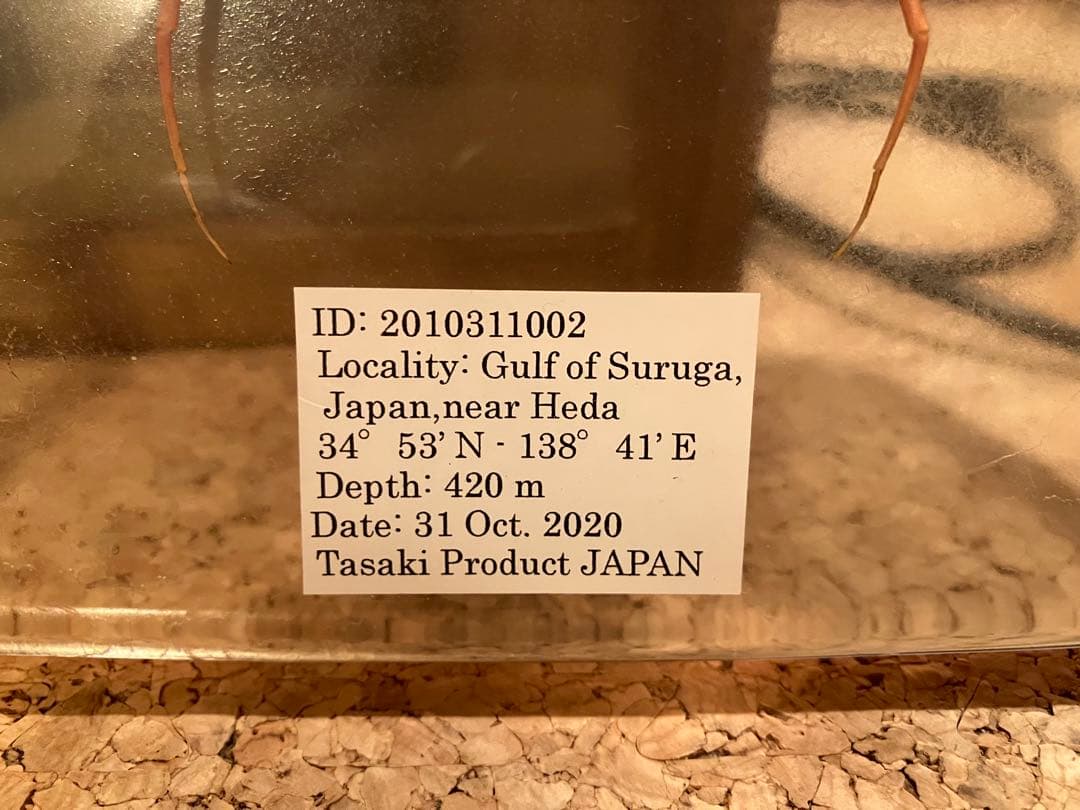 ID: 2010311002
Locality: Gulf of Suruga,
Japan,near Heda
34° 53’ N - 138° 41’ E
Depth: 420 m
Date: 31 Oct. 2020
Tasaki Product JAPAN